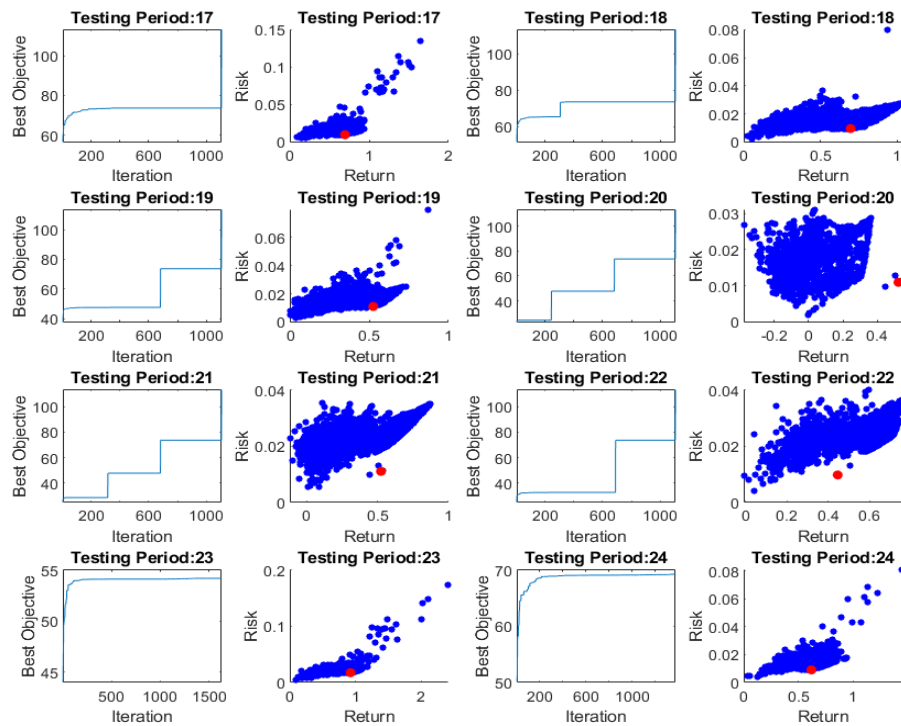 Testing Period:17
Best Objective
100
80
60
200
600
1000
Iteration
Testing Period:17
Risk
0.15
0.1
0.05
0
0
1
2
Return
Testing Period:18
Best Objective
100
80
60
200
600
1000
Iteration
Testing Period:18
Risk
0.08
0.06
0.04
0.02
0
0
0.5
1
Return
Testing Period:19
Best Objective
100
80
60
40
200
600
1000
Iteration
Testing Period:19
Risk
0.06
0.04
0.02
0
0
0.5
1
Return
Testing Period:20
Best Objective
100
80
60
40
200
600
1000
Iteration
Testing Period:20
Risk
0.03
0.02
0.01
0
-0.2
0
0.2
0.4
Return
Testing Period:21
Best Objective
100
80
60
40
200
600
1000
Iteration
Testing Period:21
Risk
0.04
0.02
0
0
0.5
1
Return
Testing Period:22
Best Objective
100
80
60
40
200
600
1000
Iteration
Testing Period:22
Risk
0.04
0.02
0
0
0.2
0.4
0.6
Return
Testing Period:23
Best Objective
55
50
45
500
1000
1500
Iteration
Testing Period:23
Risk
0.2
0.1
0
0
1
2
Return
Testing Period:24
Best Objective
70
60
50
200
600
1000
Iteration
Testing Period:24
Risk
0.08
0.06
0.04
0.02
0
0
0.5
1
Return